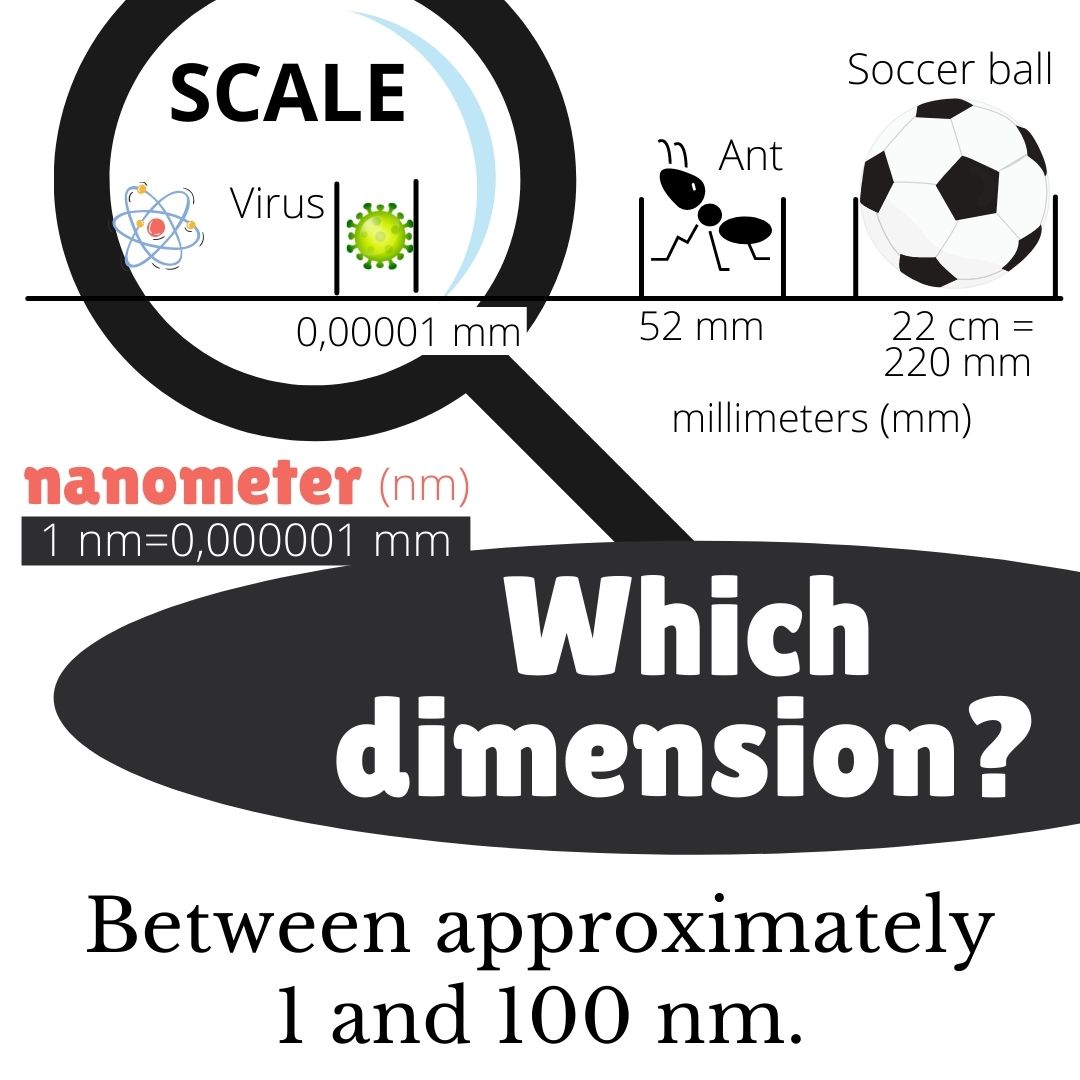 SCALE
Soccer ball
Ant
Virus
0,00001 mm
52 mm
22 cm =
220 mm
millimeters (mm)
nanometer (nm)
1 nm=0,000001 mm
Which
dimension?
Between approximately
1 and 100 nm.